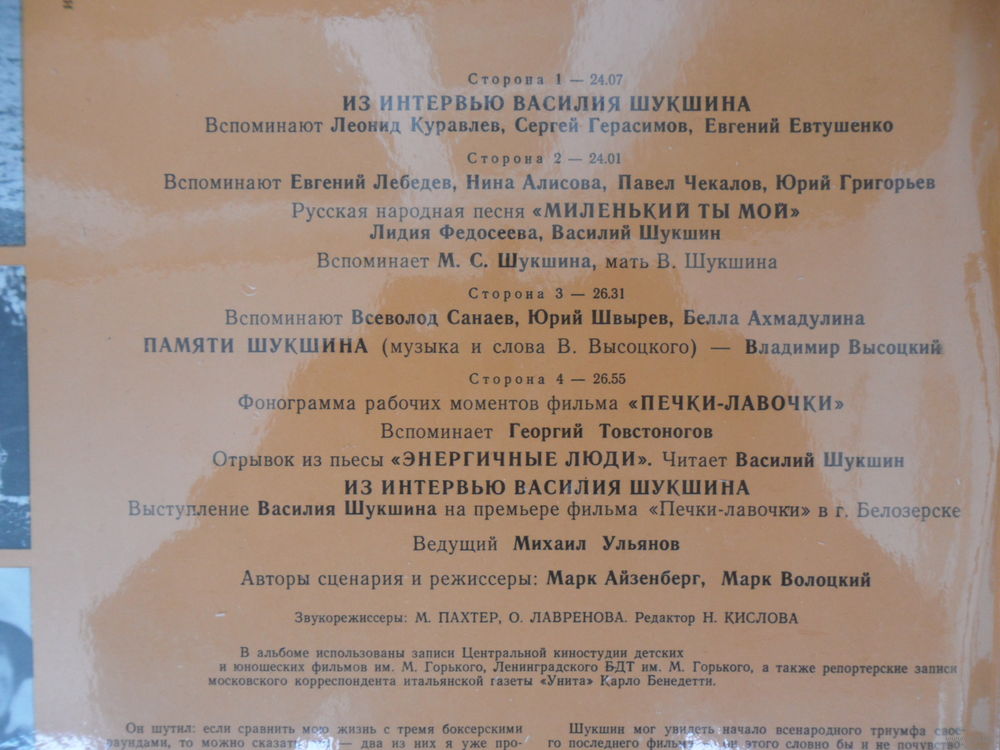 Сторона 1 — 24.07
ИЗ ИНТЕРВЬЮ ВАСИЛИЯ ШУКШИНА
Вспоминают Леонид Куравлев, Сергей Герасимов, Евгений Евтушенко
Сторона 2 — 24.01
Вспоминают Евгений Лебедев, Нина Алисова, Павел Чекалов, Юрий Григорьев
Русская народная песня «МИЛЕНЬКИЙ ТЫ МОЙ»
Лидия Федосеева, Василий Шукшин
Вспоминает М. С. Шукшина, мать В. Шукшина
Сторона 3 — 26.31
Вспоминают Всеволод Санаев, Юрий Швырев, Белла Ахмадулина
ПАМЯТИ ШУКШИНА (музыка и слова В. Высоцкого) — Владимир Высоцкий
Сторона 4 — 26.55
Фонограмма рабочих моментов фильма «ПЕЧКИ-ЛАВОЧКИ»
Вспоминает Георгий Товстоногов
Отрывок из пьесы «ЭНЕРГИЧНЫЕ ЛЮДИ». Читает Василий Шукшин
ИЗ ИНТЕРВЬЮ ВАСИЛИЯ ШУКШИНА
Выступление Василия Шукшина на премьере фильма «Печки-лавочки» в г. Белозерске
Ведущий Михаил Ульянов
Авторы сценария и режиссеры: Марк Айзенберг, Марк Волоцкий
Звукорежиссеры: М. ПАХТЕР, О. ЛАВРЕНОВА. Редактор Н. КИСЛОВА
В альбоме использованы записи Центральной киностудии детских
и юношеских фильмов им. М. Горького, Ленинградского БДТ им. М. Горького, а также репортерские записи
московского корреспондента итальянской газеты «Унита» Карло Бенедетти.
Он шутил: если сравнить мою жизнь с тремя боксерскими
раундами, то можно сказать — два из них я уже про-
Шукшин мог увидеть начало всенародного триумфа свое-
го последнего фильма этого словно бы и не почувство-